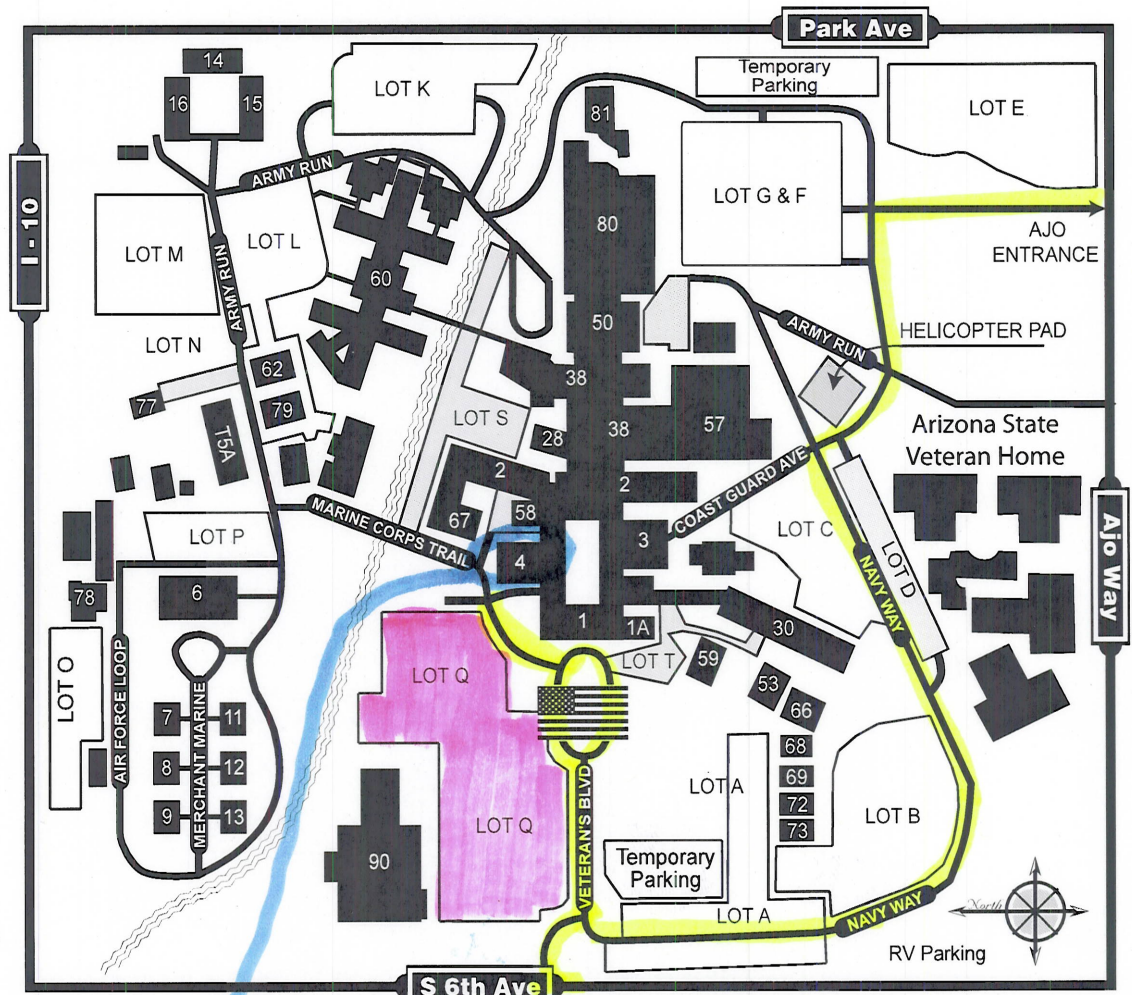 Park Ave
14
16
15
LOT K
Temporary
Parking
LOT E
81
ARMY RUN
I - 10
LOT G & F
80
LOT M
LOT L
AJO
ENTRANCE
60
ARMY RUN
50
ARMY RUN
HELICOPTER PAD
LOT N
62
38
77
79
LOT S
38
57
28
T5A
Arizona State
Veteran Home
2
2
COAST GUARD AVE
MARINE CORPS TRAIL
67
58
LOT P
3
LOT C
4
NAVY WAY
LOT D
Ajo Way
78
6
1
1A
30
LOT O
AIR FORCE LOOP
LOT Q
LOT T
59
53
66
7
11
MERCHANT MARINE
68
8
12
69
LOT A
72
9
13
73
LOT B
LOT Q
VETERAN'S BLVD
90
Temporary
Parking
LOT A
NAVY WAY
North
RV Parking
S 6th Ave